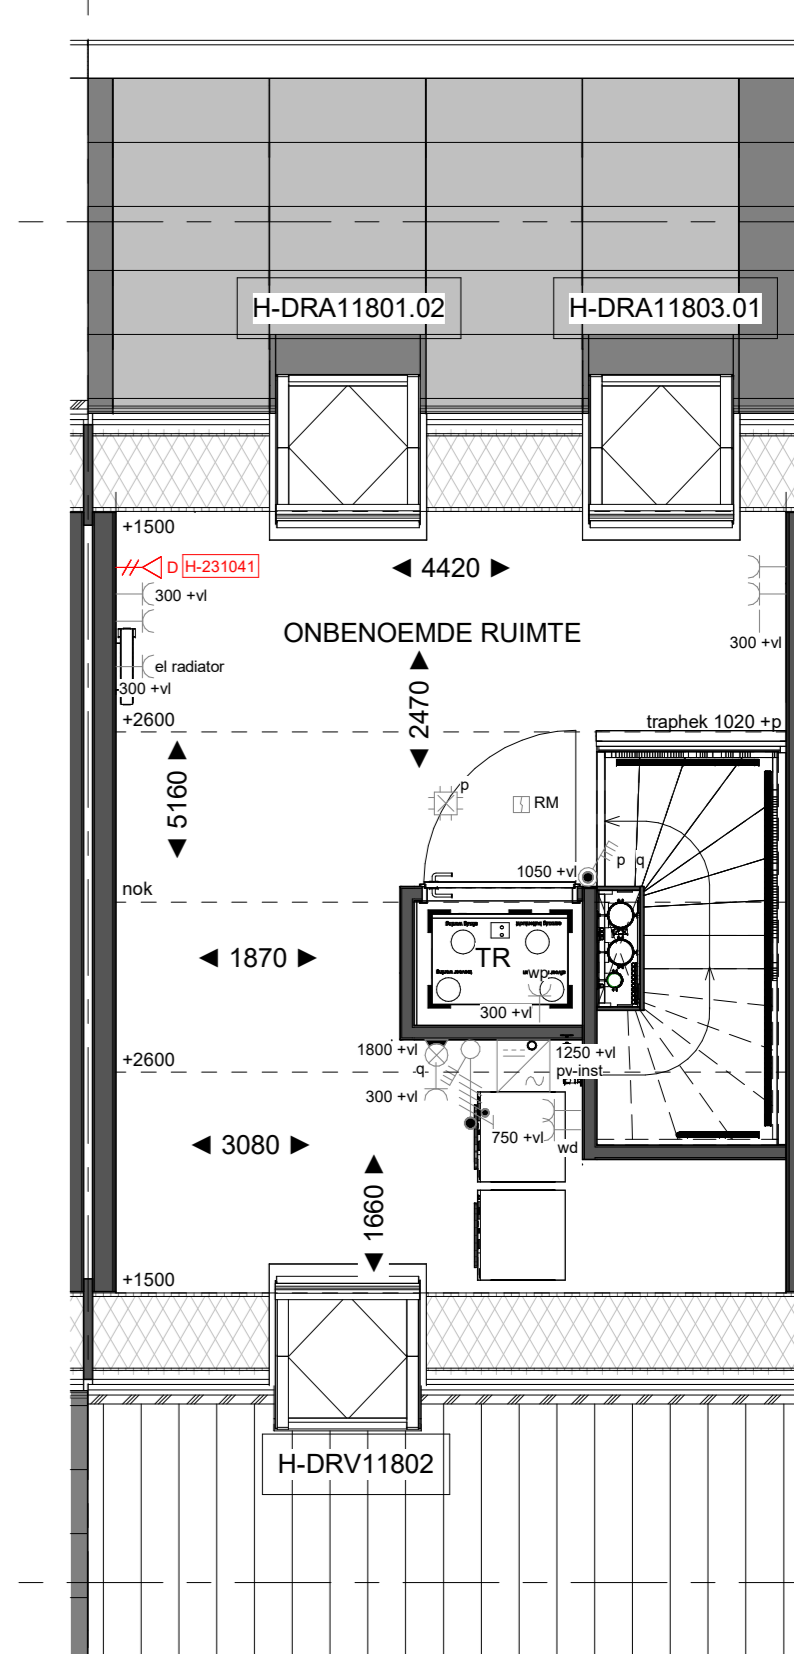 H-DRA11801.02
H-DRA11803.01
+1500
D H-231041
4420
300 +vl
ONBENOEMDE RUIMTE
300 +vl
el radiator
300 +vl
2470
+2600
traphek 1020 +p
5160
p
RM
p q
1050 +vl
nok
TR
1870
wp
300 +vl
1800 +vl
1250 +vl
+2600
q
pv-inst
300 +vl
750 +vl
wd
3080
1660
+1500
H-DRV11802